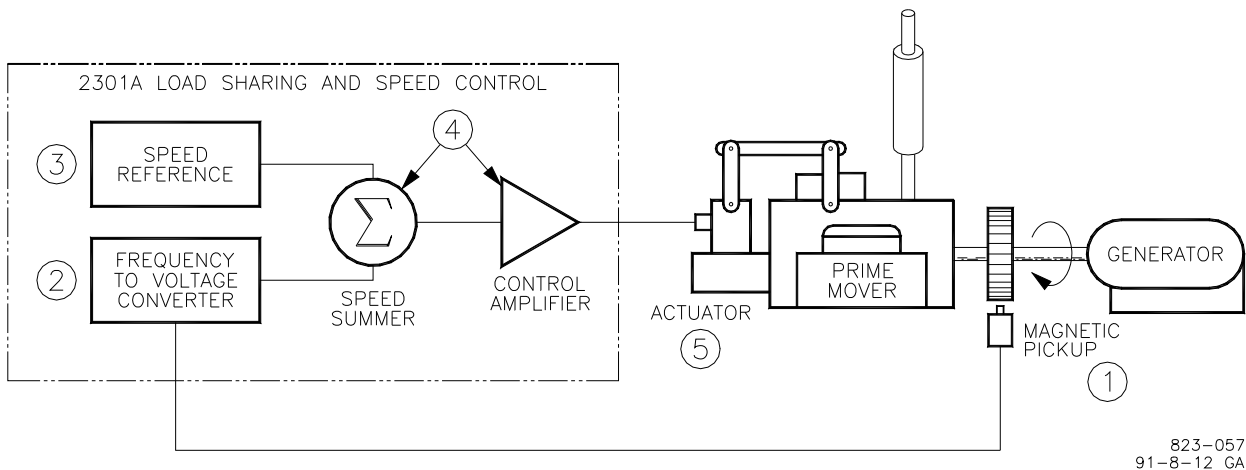 2301A LOAD SHARING AND SPEED CONTROL
3
SPEED
REFERENCE
4
Σ
2
FREQUENCY
TO VOLTAGE
CONVERTER
SPEED
SUMMER
CONTROL
AMPLIFIER
ACTUATOR
5
PRIME
MOVER
GENERATOR
MAGNETIC
PICKUP
1
823-057
91-8-12 GA